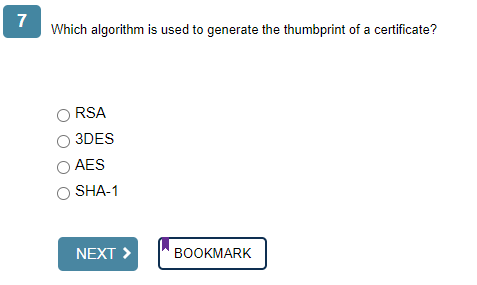 7
Which algorithm is used to generate the thumbprint of a certificate?
RSA
3DES
AES
SHA-1
NEXT
BOOKMARK